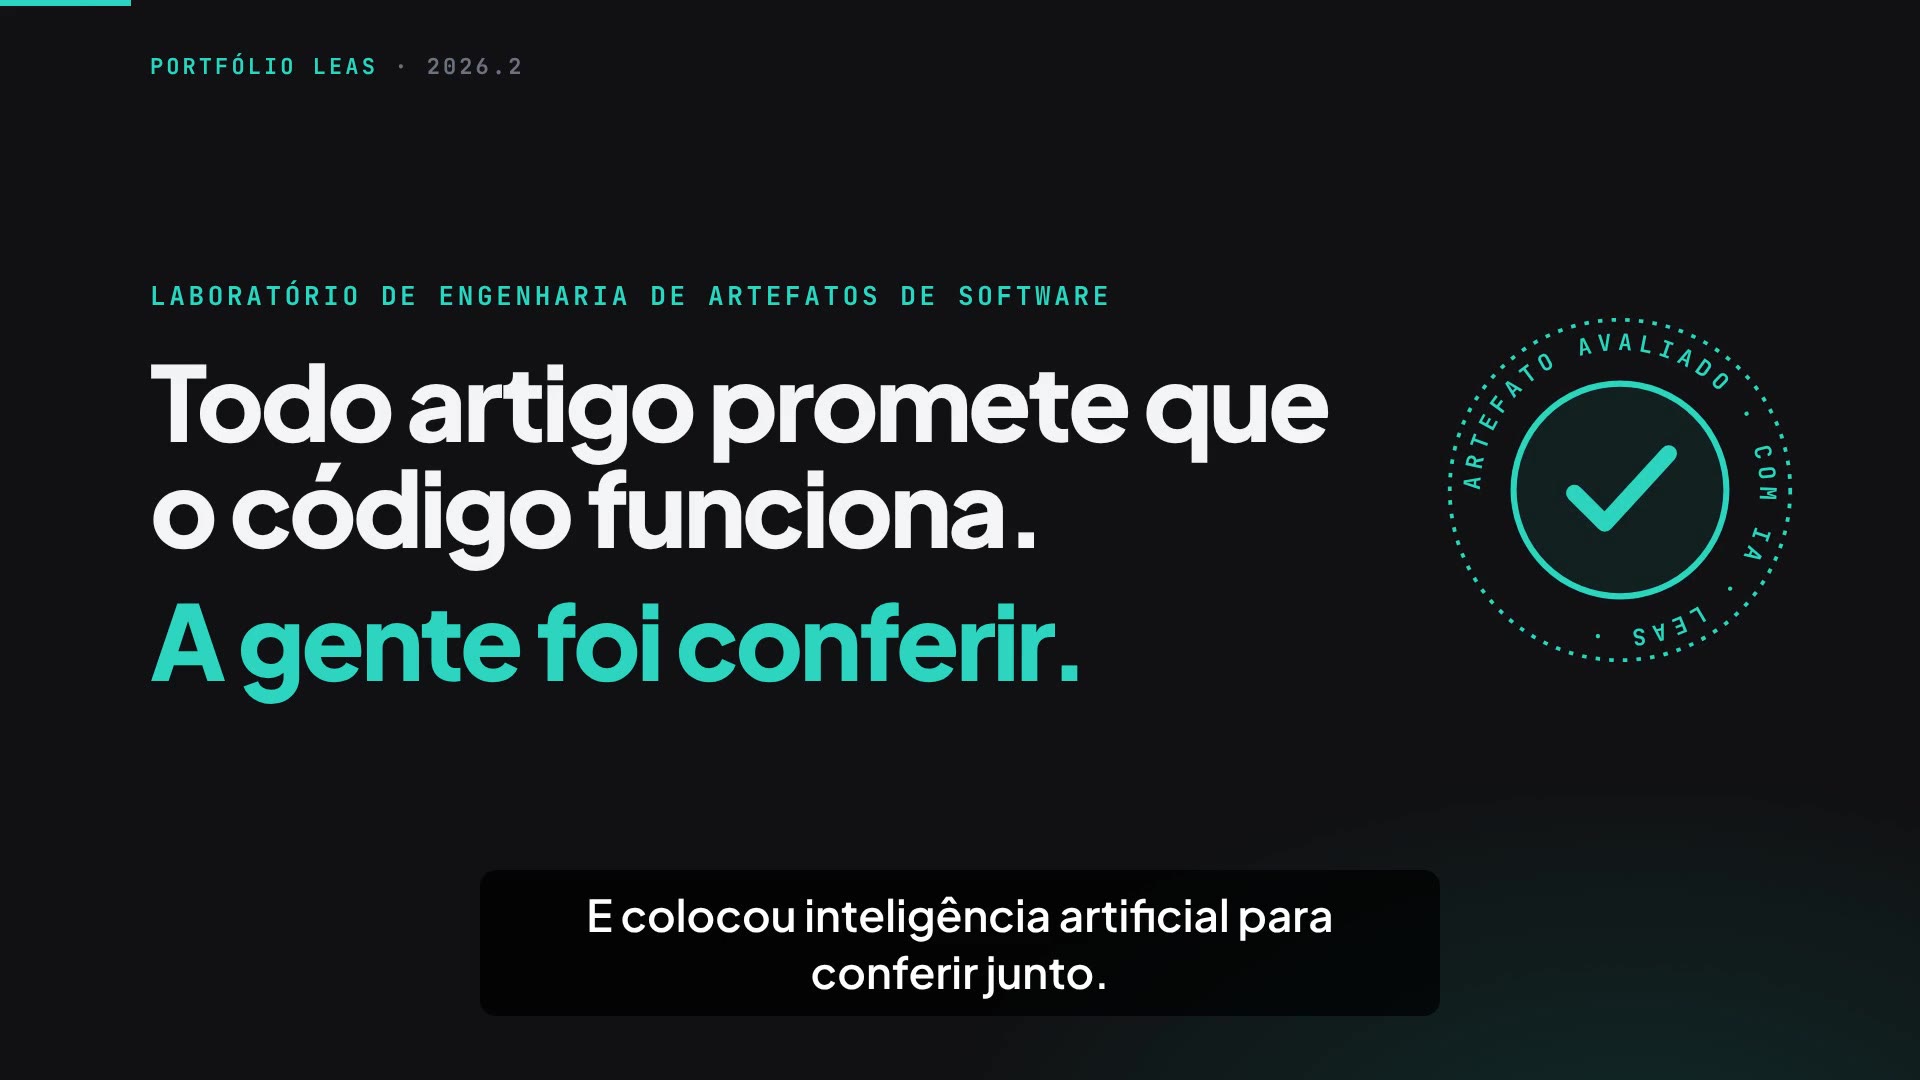 PORTFÓLIO LEAS · 2026.2
LABORATÓRIO DE ENGENHARIA DE ARTEFATOS DE SOFTWARE
Todo artigo promete que
o código funciona.
A gente foi conferir.
ARTEFATO AVALIADO · COM IA · LEAS ·
E colocou inteligência artificial para
conferir junto.